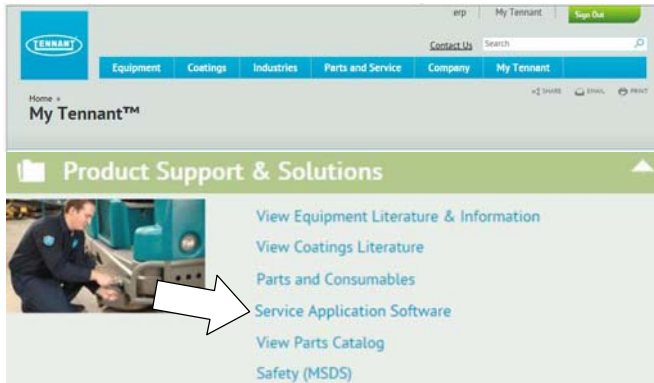 erp My Tennant Sign Out
TENNANT
Contact Us Search
Equipment Coatings Industries Parts and Service Company My Tennant
Home »
SHARE EMAIL PRINT
My Tennant™
Product Support & Solutions
View Equipment Literature & Information
View Coatings Literature
Parts and Consumables
Service Application Software
View Parts Catalog
Safety (MSDS)